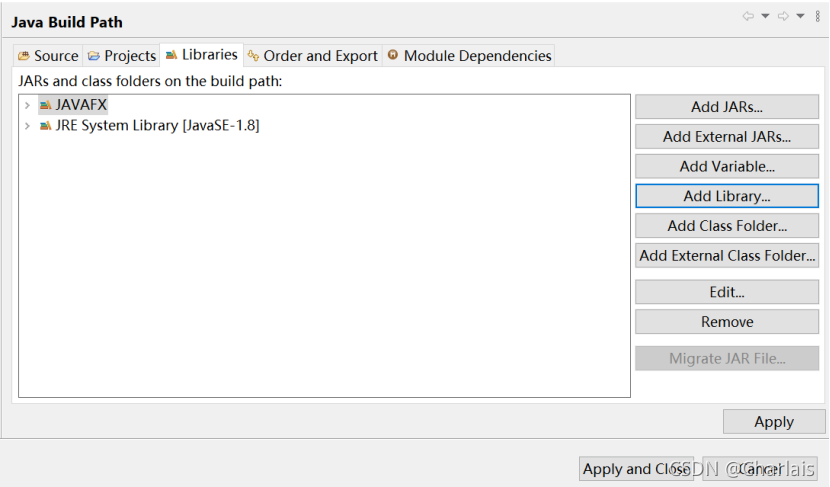 Java Build Path
Source Projects Libraries Order and Export Module Dependencies
JARs and class folders on the build path:
JAVAFX
JRE System Library [JavaSE-1.8]
Add JARs...
Add External JARs...
Add Variable...
Add Library...
Add Class Folder...
Add External Class Folder...
Edit...
Remove
Migrate JAR File...
Apply
Apply and Close Cancel
CSDN @Charlais